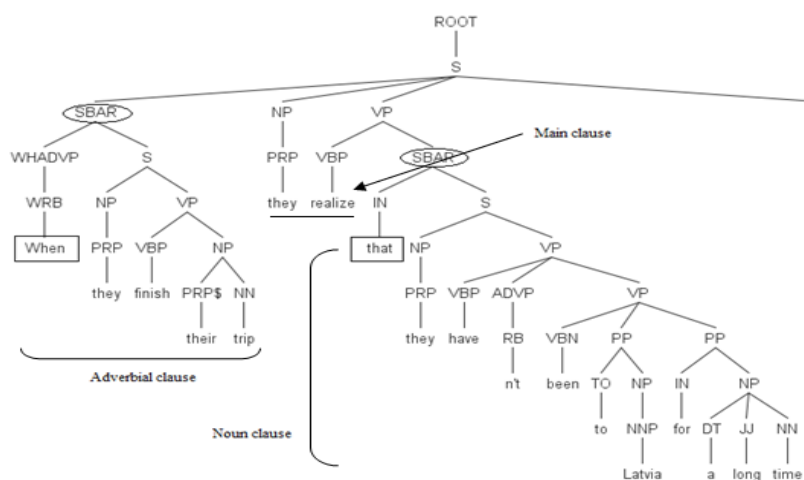 ROOT
S
SBAR NP VP
Main clause
WHADVP S PRP VBP SBAR
WRB NP VP they realize IN S
When PRP VBP NP that NP VP
they finish PRP$ NN PRP VBP ADVP VP
their trip they have RB VBN PP PP
Adverbial clause
n't been TO NP IN NP
Noun clause
to NNP for DT JJ NN
Latvia a long time